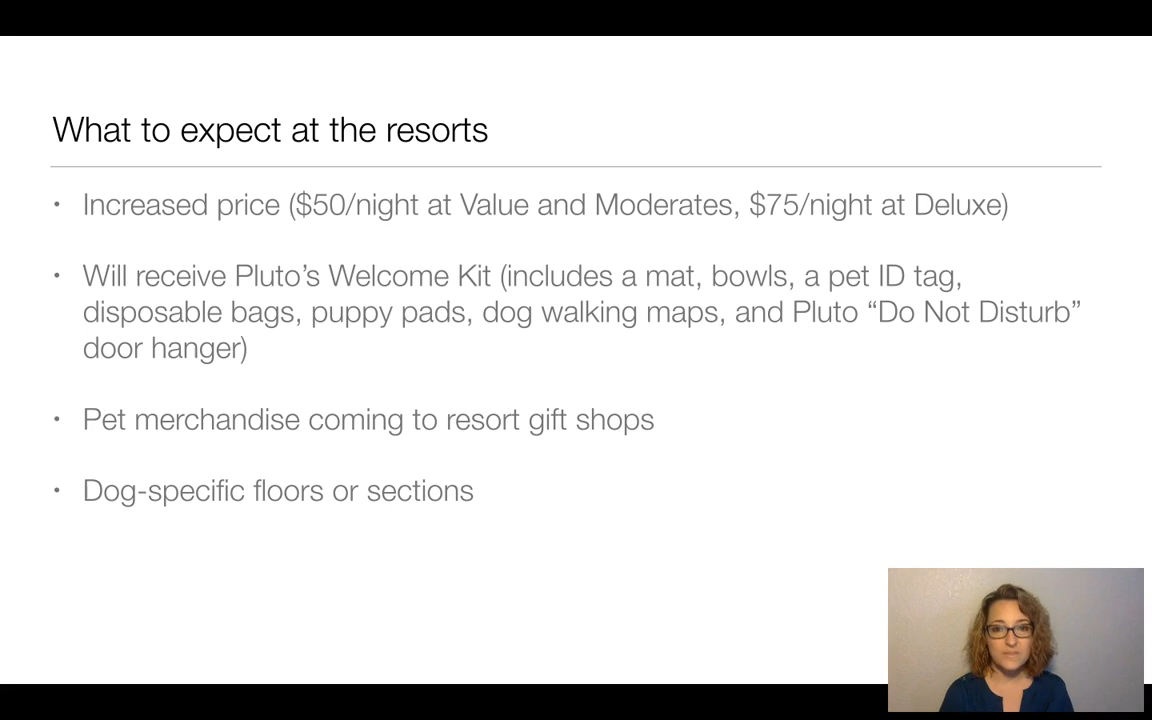 What to expect at the resorts
• Increased price ($50/night at Value and Moderates, $75/night at Deluxe)
• Will receive Pluto’s Welcome Kit (includes a mat, bowls, a pet ID tag,
disposable bags, puppy pads, dog walking maps, and Pluto “Do Not Disturb”
door hanger)
• Pet merchandise coming to resort gift shops
• Dog-specific floors or sections